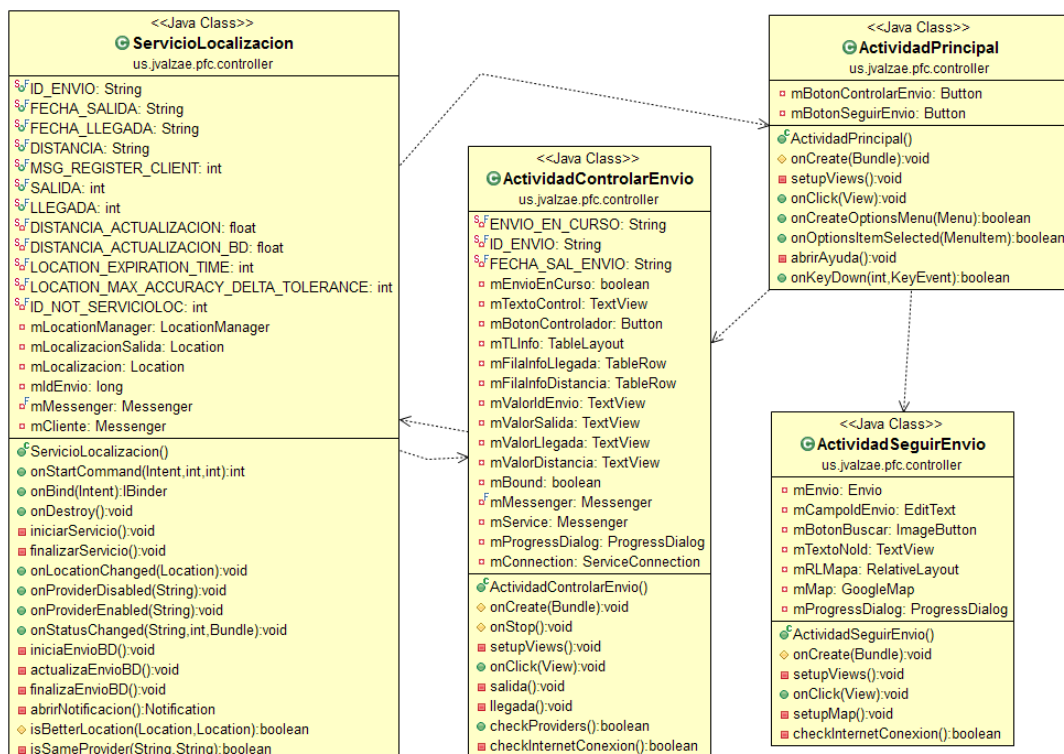 <<Java Class>>
ServicioLocalizacion
us.jvalzae.pfc.controller
ID_ENVIO: String
FECHA_SALIDA: String
FECHA_LLEGADA: String
DISTANCIA: String
MSG_REGISTER_CLIENT: int
SALIDA: int
LLEGADA: int
DISTANCIA_ACTUALIZACION: float
DISTANCIA_ACTUALIZACION_BD: float
LOCATION_EXPIRATION_TIME: int
LOCATION_MAX_ACCURACY_DELTA_TOLERANCE: int
ID_NOT_SERVICIOLOC: int
mLocationManager: LocationManager
mLocalizacionSalida: Location
mLocalizacion: Location
mIdEnvio: long
mMessenger: Messenger
mCliente: Messenger
ServicioLocalizacion()
onStartCommand(Intent,int,int):int
onBind(Intent):IBinder
onDestroy():void
iniciarServicio():void
finalizarServicio():void
onLocationChanged(Location):void
onProviderDisabled(String):void
onProviderEnabled(String):void
onStatusChanged(String,int,Bundle):void
iniciaEnvioBD():void
actualizaEnvioBD():void
finalizaEnvioBD():void
abrirNotificacion():Notification
isBetterLocation(Location,Location):boolean
isSameProvider(String,String):boolean
<<Java Class>>
ActividadControlarEnvio
us.jvalzae.pfc.controller
ENVIO_EN_CURSO: String
ID_ENVIO: String
FECHA_SAL_ENVIO: String
mEnvioEnCurso: boolean
mTextoControl: TextView
mBotonControlador: Button
mTLInfo: TableLayout
mFilaInfoLlegada: TableRow
mFilaInfoDistancia: TableRow
mValorIdEnvio: TextView
mValorSalida: TextView
mValorLlegada: TextView
mValorDistancia: TextView
mBound: boolean
mMessenger: Messenger
mService: Messenger
mProgressDialog: ProgressDialog
mConnection: ServiceConnection
ActividadControlarEnvio()
onCreate(Bundle):void
onStop():void
setupViews():void
onClick(View):void
salida():void
llegada():void
checkProviders():boolean
checkInternetConexion():boolean
<<Java Class>>
ActividadPrincipal
us.jvalzae.pfc.controller
mBotonControlarEnvio: Button
mBotonSeguirEnvio: Button
ActividadPrincipal()
onCreate(Bundle):void
setupViews():void
onClick(View):void
onCreateOptionsMenu(Menu):boolean
onOptionsItemSelected(MenuItem):boolean
abrirAyuda():void
onKeyDown(int,KeyEvent):boolean
<<Java Class>>
ActividadSeguirEnvio
us.jvalzae.pfc.controller
mEnvio: Envio
mCampoIdEnvio: EditText
mBotonBuscar: ImageButton
mTextoNoId: TextView
mRLMapa: RelativeLayout
mMap: GoogleMap
mProgressDialog: ProgressDialog
ActividadSeguirEnvio()
onCreate(Bundle):void
setupViews():void
onClick(View):void
setupMap():void
checkInternetConexion():boolean